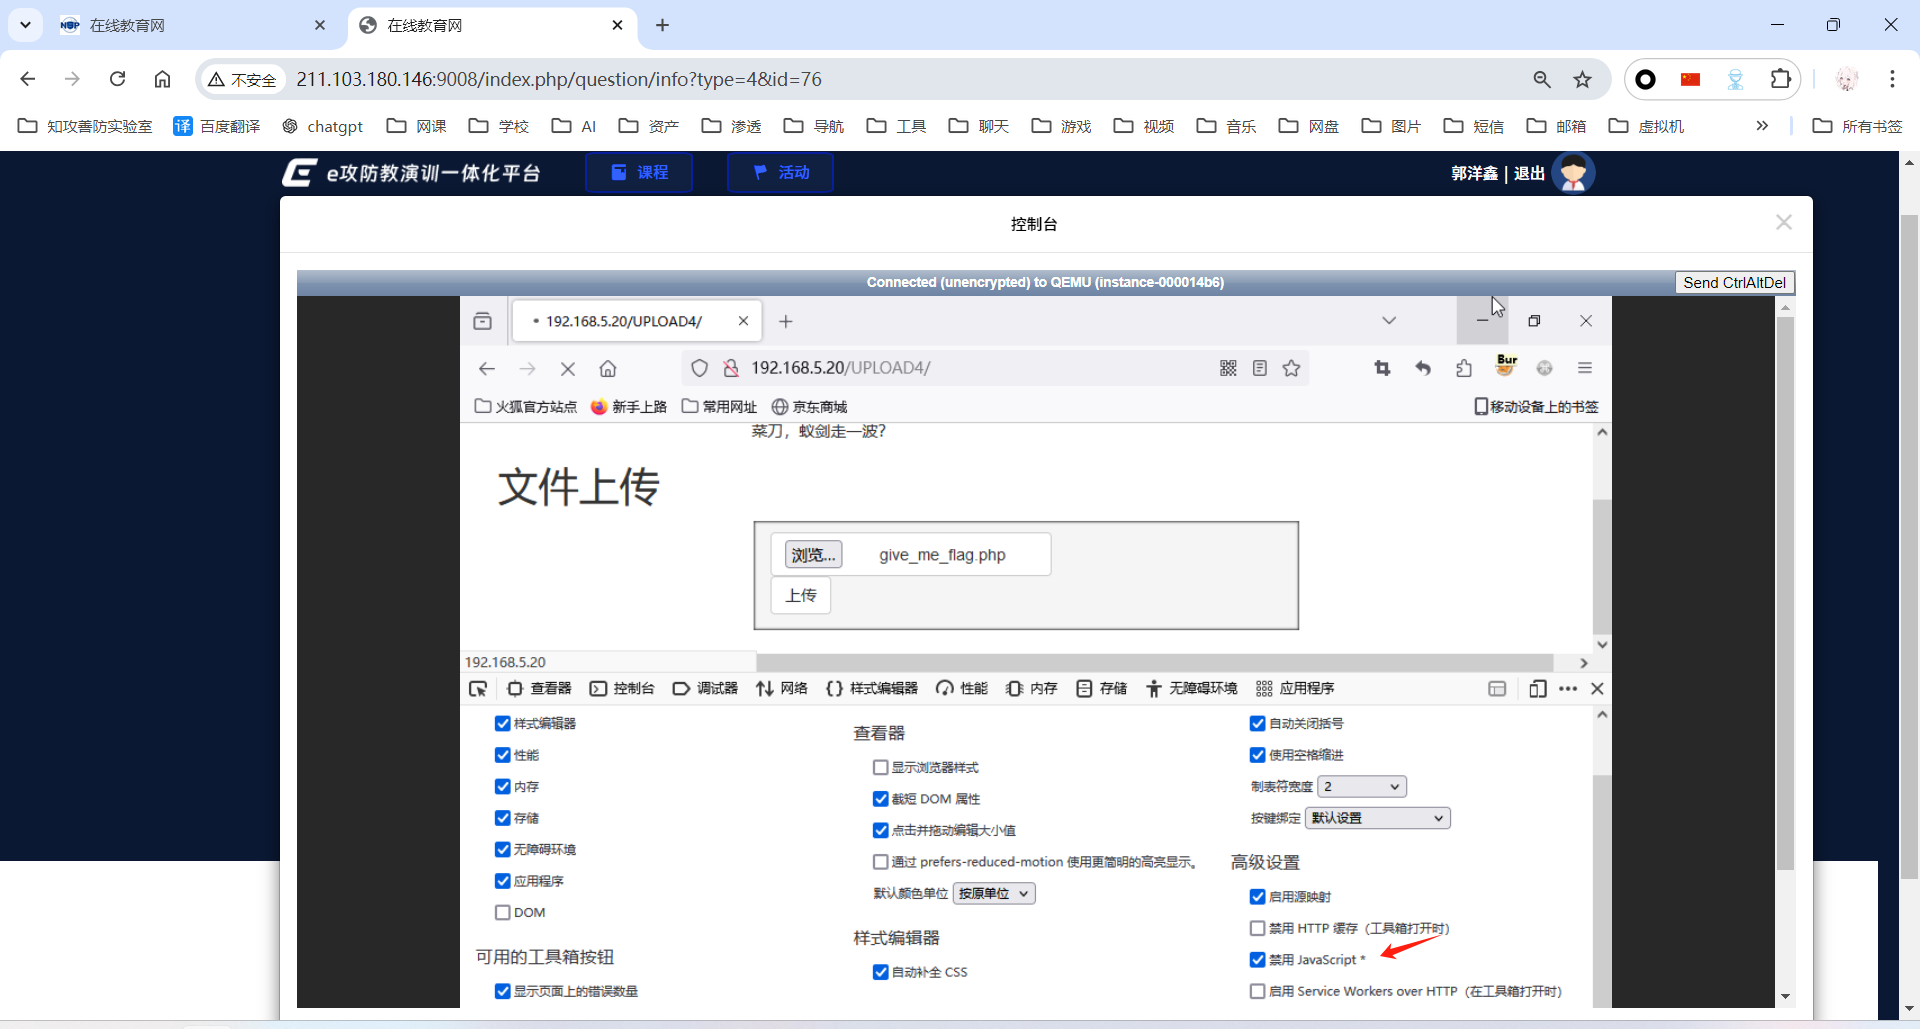 在线教育网
在线教育网
不安全
211.103.180.146:9008/index.php/question/info?type=4&id=76
知攻善防实验室
译 百度翻译
chatgpt
网课
学校
AI
资产
渗透
导航
工具
聊天
游戏
视频
音乐
网盘
图片
短信
邮箱
虚拟机
所有书签
e攻防教演训一体化平台
课程
活动
郭洋鑫 | 退出
控制台
Connected (unencrypted) to QEMU (instance-000014b6)
Send CtrlAltDel
192.168.5.20/UPLOAD4/
192.168.5.20/UPLOAD4/
Bur
火狐官方站点
新手上路
常用网址
京东商城
移动设备上的书签
菜刀，蚁剑走一波?
文件上传
浏览... give_me_flag.php
上传
192.168.5.20
查看器
控制台
调试器
网络
样式编辑器
性能
内存
存储
无障碍环境
应用程序
样式编辑器
性能
内存
存储
无障碍环境
应用程序
DOM
可用的工具箱按钮
显示页面上的错误数量
查看器
显示浏览器样式
截短 DOM 属性
点击并拖动编辑大小值
通过 prefers-reduced-motion 使用更简明的高亮显示。
默认颜色单位 按原单位
样式编辑器
自动补全 CSS
自动关闭括号
使用空格缩进
制表符宽度 2
按键绑定 默认设置
高级设置
启用源映射
禁用 HTTP 缓存（工具箱打开时）
禁用 JavaScript *
启用 Service Workers over HTTP（在工具箱打开时）